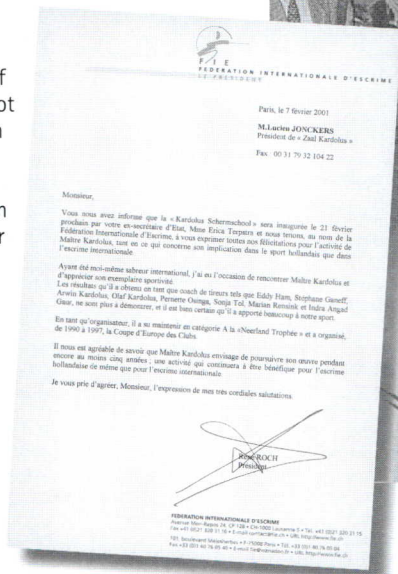 f
ot
n
m
r
F I E
FEDERATION INTERNATIONALE D'ESCRIME
LE PRESIDENT
Paris, le 7 février 2001
M.Lucien JONCKERS
Président de « Zaal Kardolus »
Fax. 00 31 79 32 104 22
Monsieur,
Vous nous avez informé que la « Kardolus Schermschool » sera inaugurée le 21 février
prochain par votre ex-secrétaire d'Etat, Mme Erica Terpstra et nous tenons, au nom de la
Fédération Internationale d'Escrime, à vous exprimer toutes nos félicitations pour l'activité de
Maître Kardolus, tant en ce qui concerne son implication dans le sport hollandais que dans
l'escrime internationale.
Ayant été moi-même sabreur international, j'ai eu l'occasion de rencontrer Maître Kardolus et
d'apprécier son exemplaire sportivité.
Les résultats qu'il a obtenu en tant que coach de tireurs tels que Eddy Ham, Stéphane Ganeff,
Arwin Kardolus, Olaf Kardolus, Pernette Osinga, Sonja Tol, Marian Rensink et Indra Angad
Gaur, ne sont plus à démontrer, et il est bien certain qu'il a apporté beaucoup à notre sport.
En tant qu'organisateur, il a su maintenir en catégorie A la «Neerland Trophée » et a organisé,
de 1990 à 1997, la Coupe d'Europe des Clubs.
Il nous est agréable de savoir que Maître Kardolus envisage de poursuivre son œuvre pendant
encore au moins cinq années ; une activité qui continuera à être bénéfique pour l'escrime
hollandaise de même que pour l'escrime internationale.
Je vous prie d'agréer, Monsieur, l'expression de mes très cordiales salutations.
René ROCH
Président
FEDERATION INTERNATIONALE D'ESCRIME